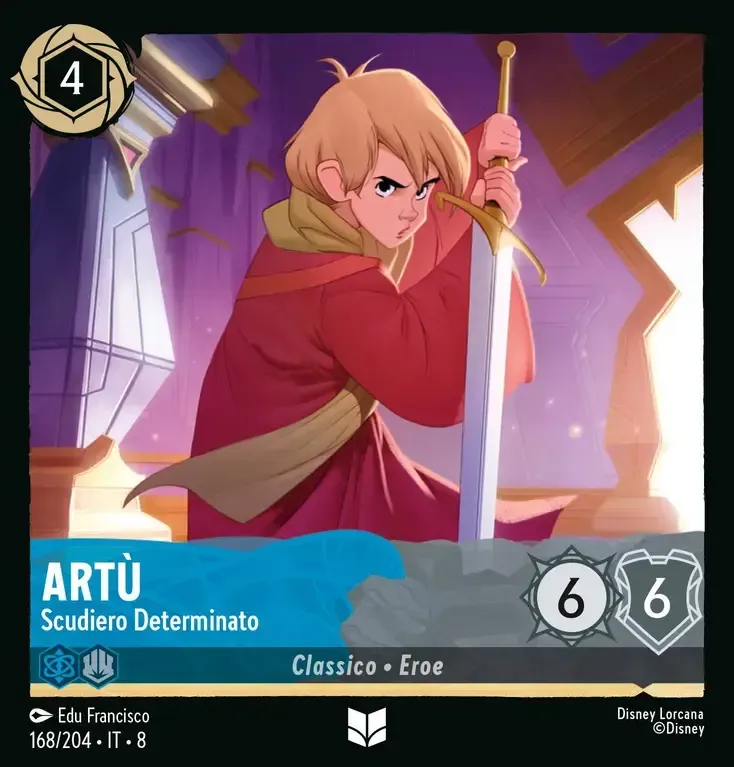 4
ARTÙ
Scudiero Determinato
6 6
Classico • Eroe
Edu Francisco
168/204 • IT • 8
Disney Lorcana
©Disney